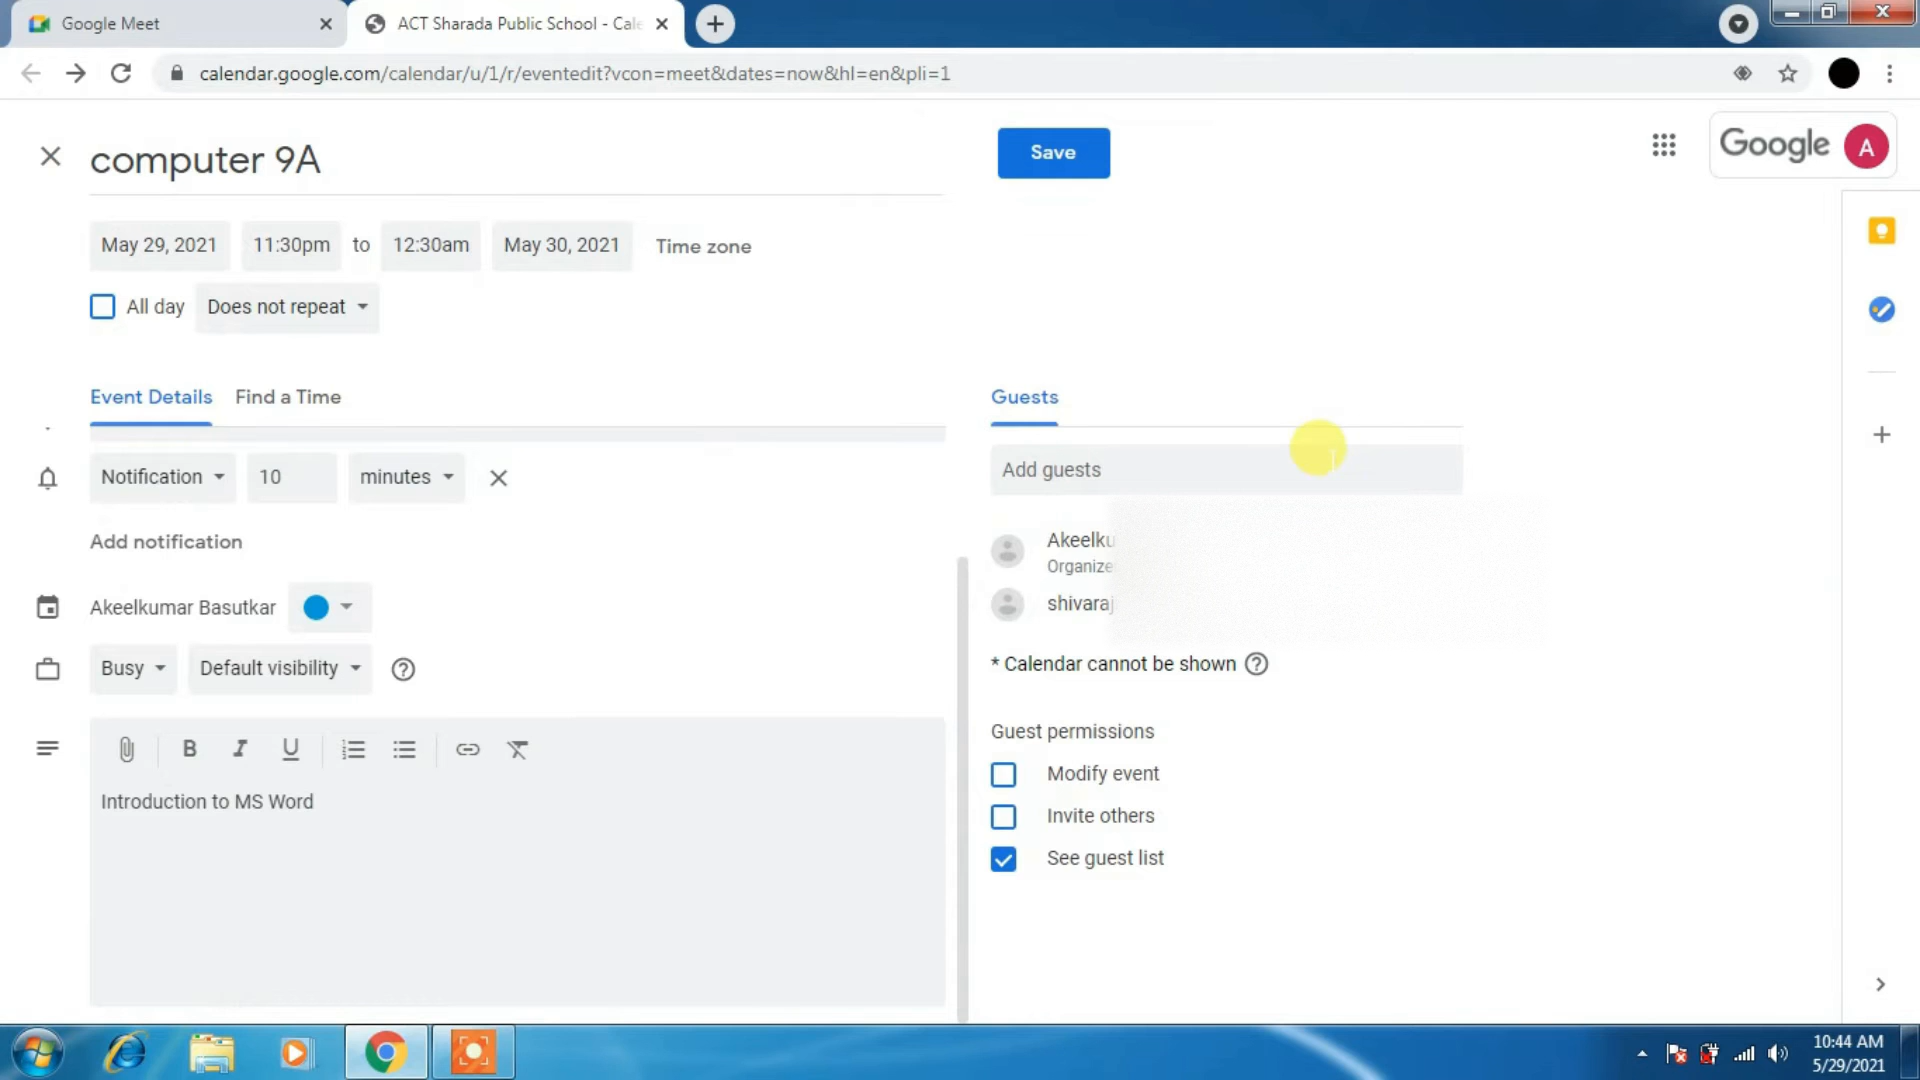 Google Meet
ACT Sharada Public School - Cale
calendar.google.com/calendar/u/1/r/eventedit?vcon=meet&dates=now&hl=en&pli=1
computer 9A
Save
Google A
May 29, 2021 11:30pm to 12:30am May 30, 2021 Time zone
All day Does not repeat
Event Details Find a Time
Guests
Notification 10 minutes
Add guests
Add notification
Akeelku
Organize
Akeelkumar Basutkar
shivaraj
Busy Default visibility
* Calendar cannot be shown
Guest permissions
Modify event
Introduction to MS Word
Invite others
See guest list
10:44 AM
5/29/2021